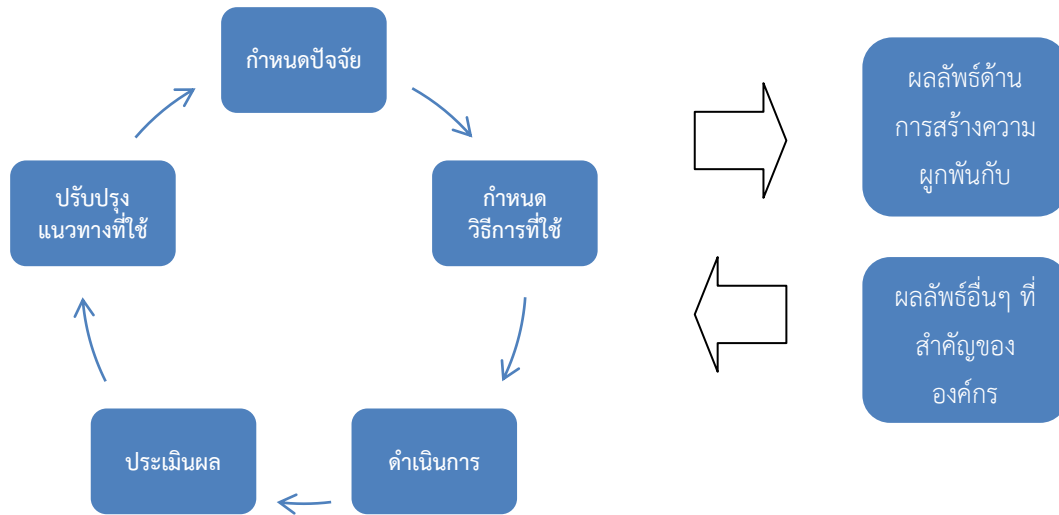 กำหนดปัจจัย
กำหนด
วิธีการที่ใช้
ดำเนินการ
ประเมินผล
ปรับปรุง
แนวทางที่ใช้
ผลลัพธ์ด้าน
การสร้างความ
ผูกพันกับ
ผลลัพธ์อื่นๆ ที่
สำคัญของ
องค์กร